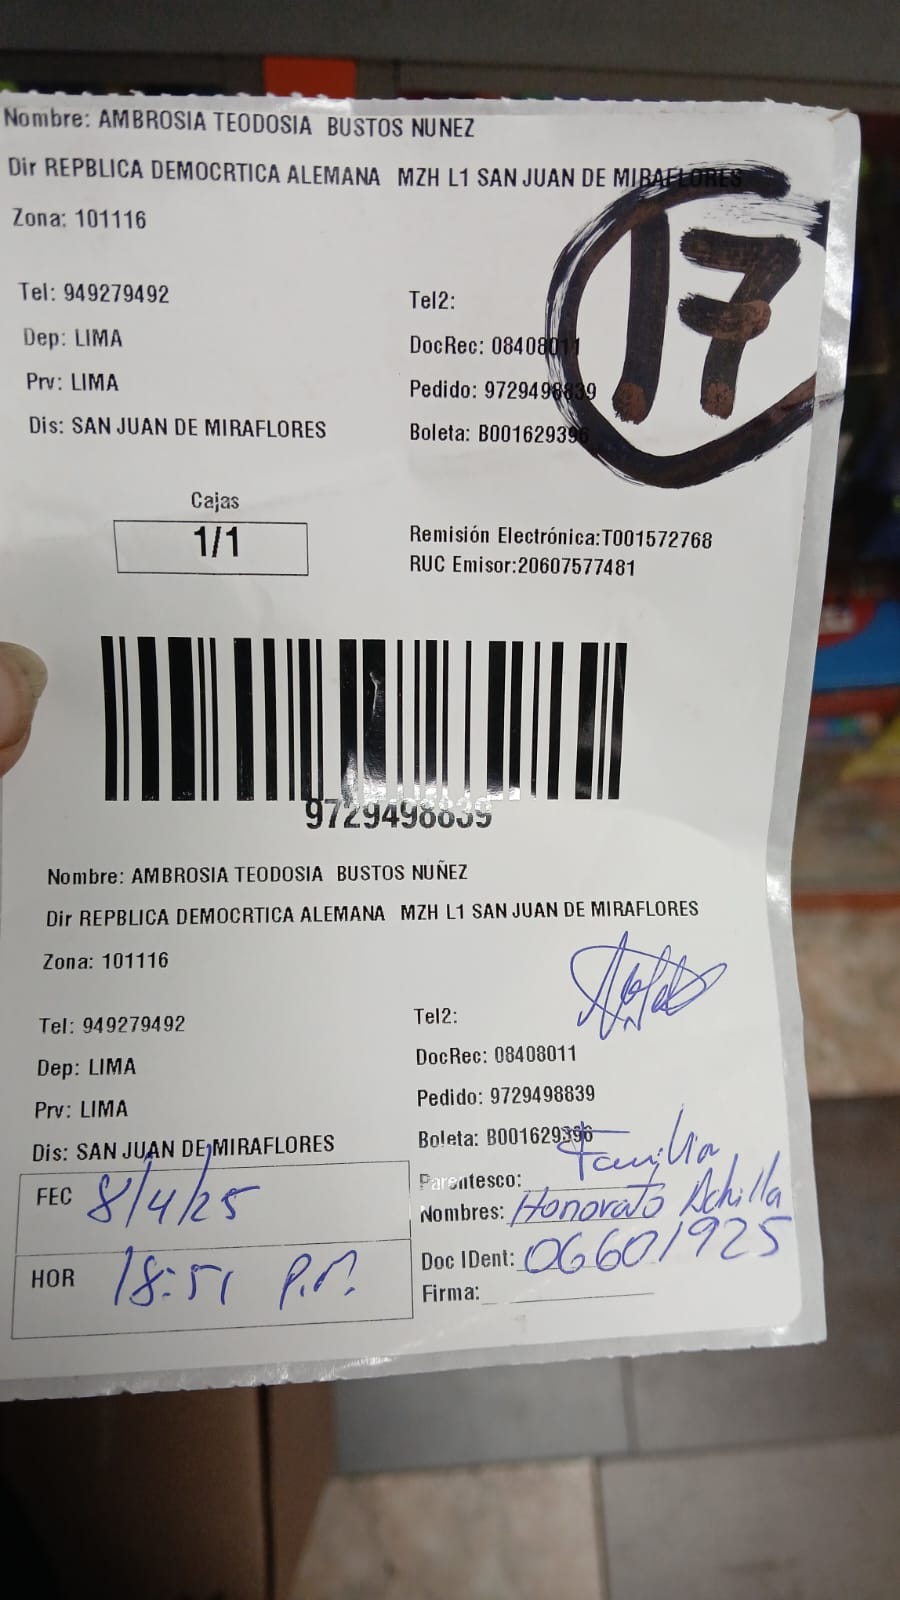 Nombre: AMBROSIA TEODOSIA BUSTOS NUNEZ
Dir REPBLICA DEMOCRTICA ALEMANA MZH L1 SAN JUAN DE MIRAFLORES
Zona: 101116
17
Tel: 949279492 Tel2:
Dep: LIMA DocRec: 08408011
Prv: LIMA Pedido: 9729498839
Dis: SAN JUAN DE MIRAFLORES Boleta: B001629396
Cajas
1/1
Remisión Electrónica:T001572768
RUC Emisor:20607577481
9729498839
Nombre: AMBROSIA TEODOSIA BUSTOS NUÑEZ
Dir REPBLICA DEMOCRTICA ALEMANA MZH L1 SAN JUAN DE MIRAFLORES
Zona: 101116
Tel: 949279492 Tel2:
Dep: LIMA DocRec: 08408011
Prv: LIMA Pedido: 9729498839
Dis: SAN JUAN DE MIRAFLORES Boleta: B001629396
FEC 8/4/25 Parentesco: Familia
Nombres: Honorato Achilla
HOR 18:51 P.M. Doc IDent: 06601925
Firma: